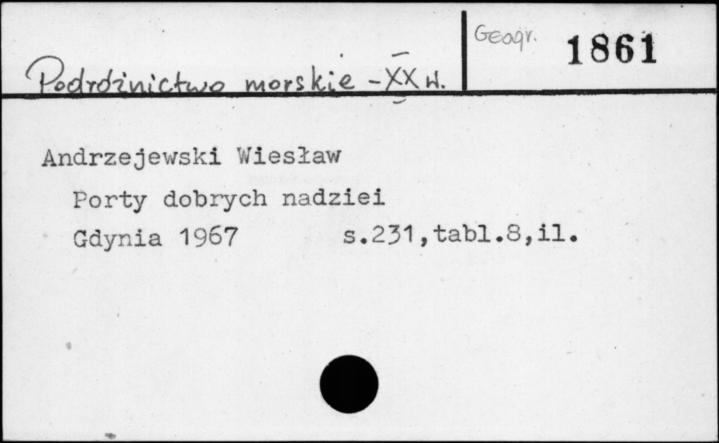 Geogr. 1861
Podróżnictwo morskie - XX w.
Andrzejewski Wiesław
Porty dobrych nadziei
Gdynia 1967 s.231,tabl.8,il.